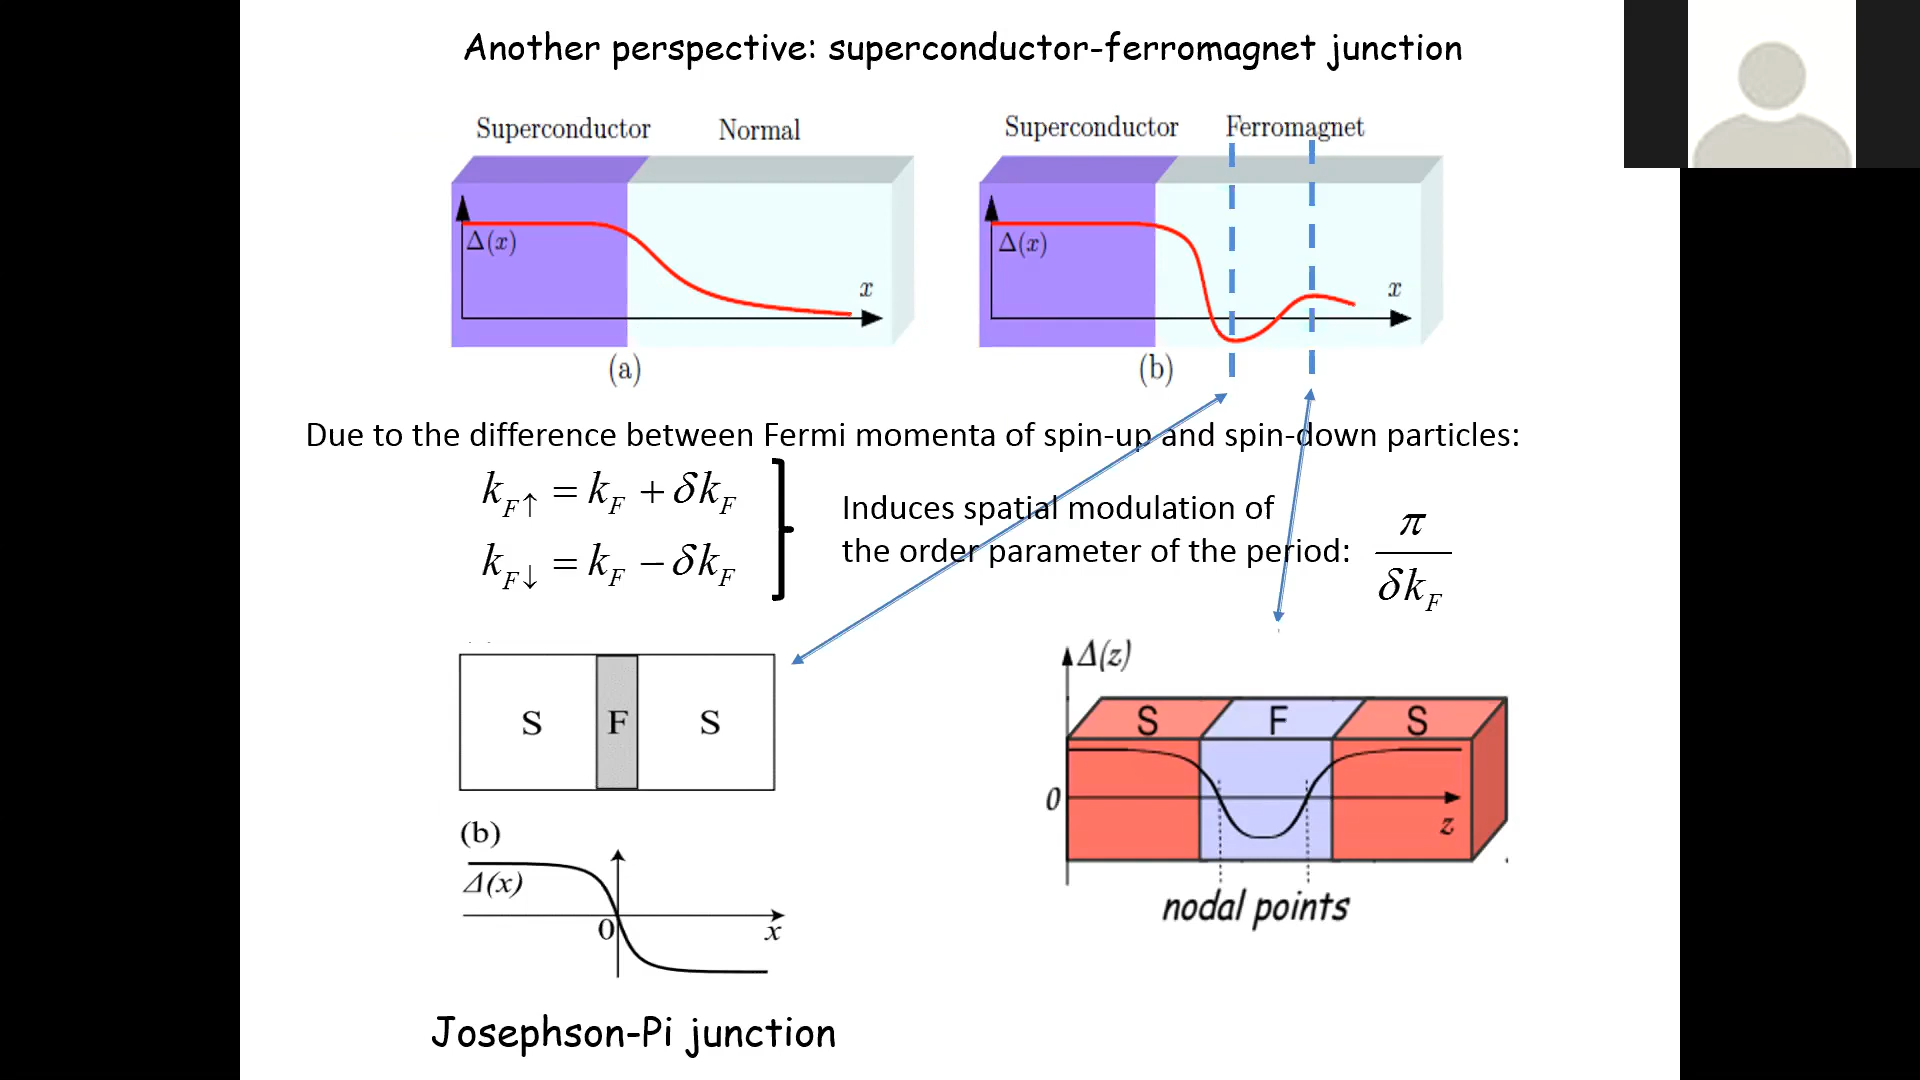 Another perspective: superconductor-ferromagnet junction
Superconductor Normal
Δ(x)
x
(a)
Superconductor Ferromagnet
Δ(x)
x
(b)
Due to the difference between Fermi momenta of spin-up and spin-down particles:
k_{F↑} = k_F + δk_F
k_{F↓} = k_F − δk_F
Induces spatial modulation of
the order parameter of the period:
π
δk_F
S F S
(b)
Δ(x)
0
x
Josephson-Pi junction
Δ(z)
S F S
0
z
nodal points